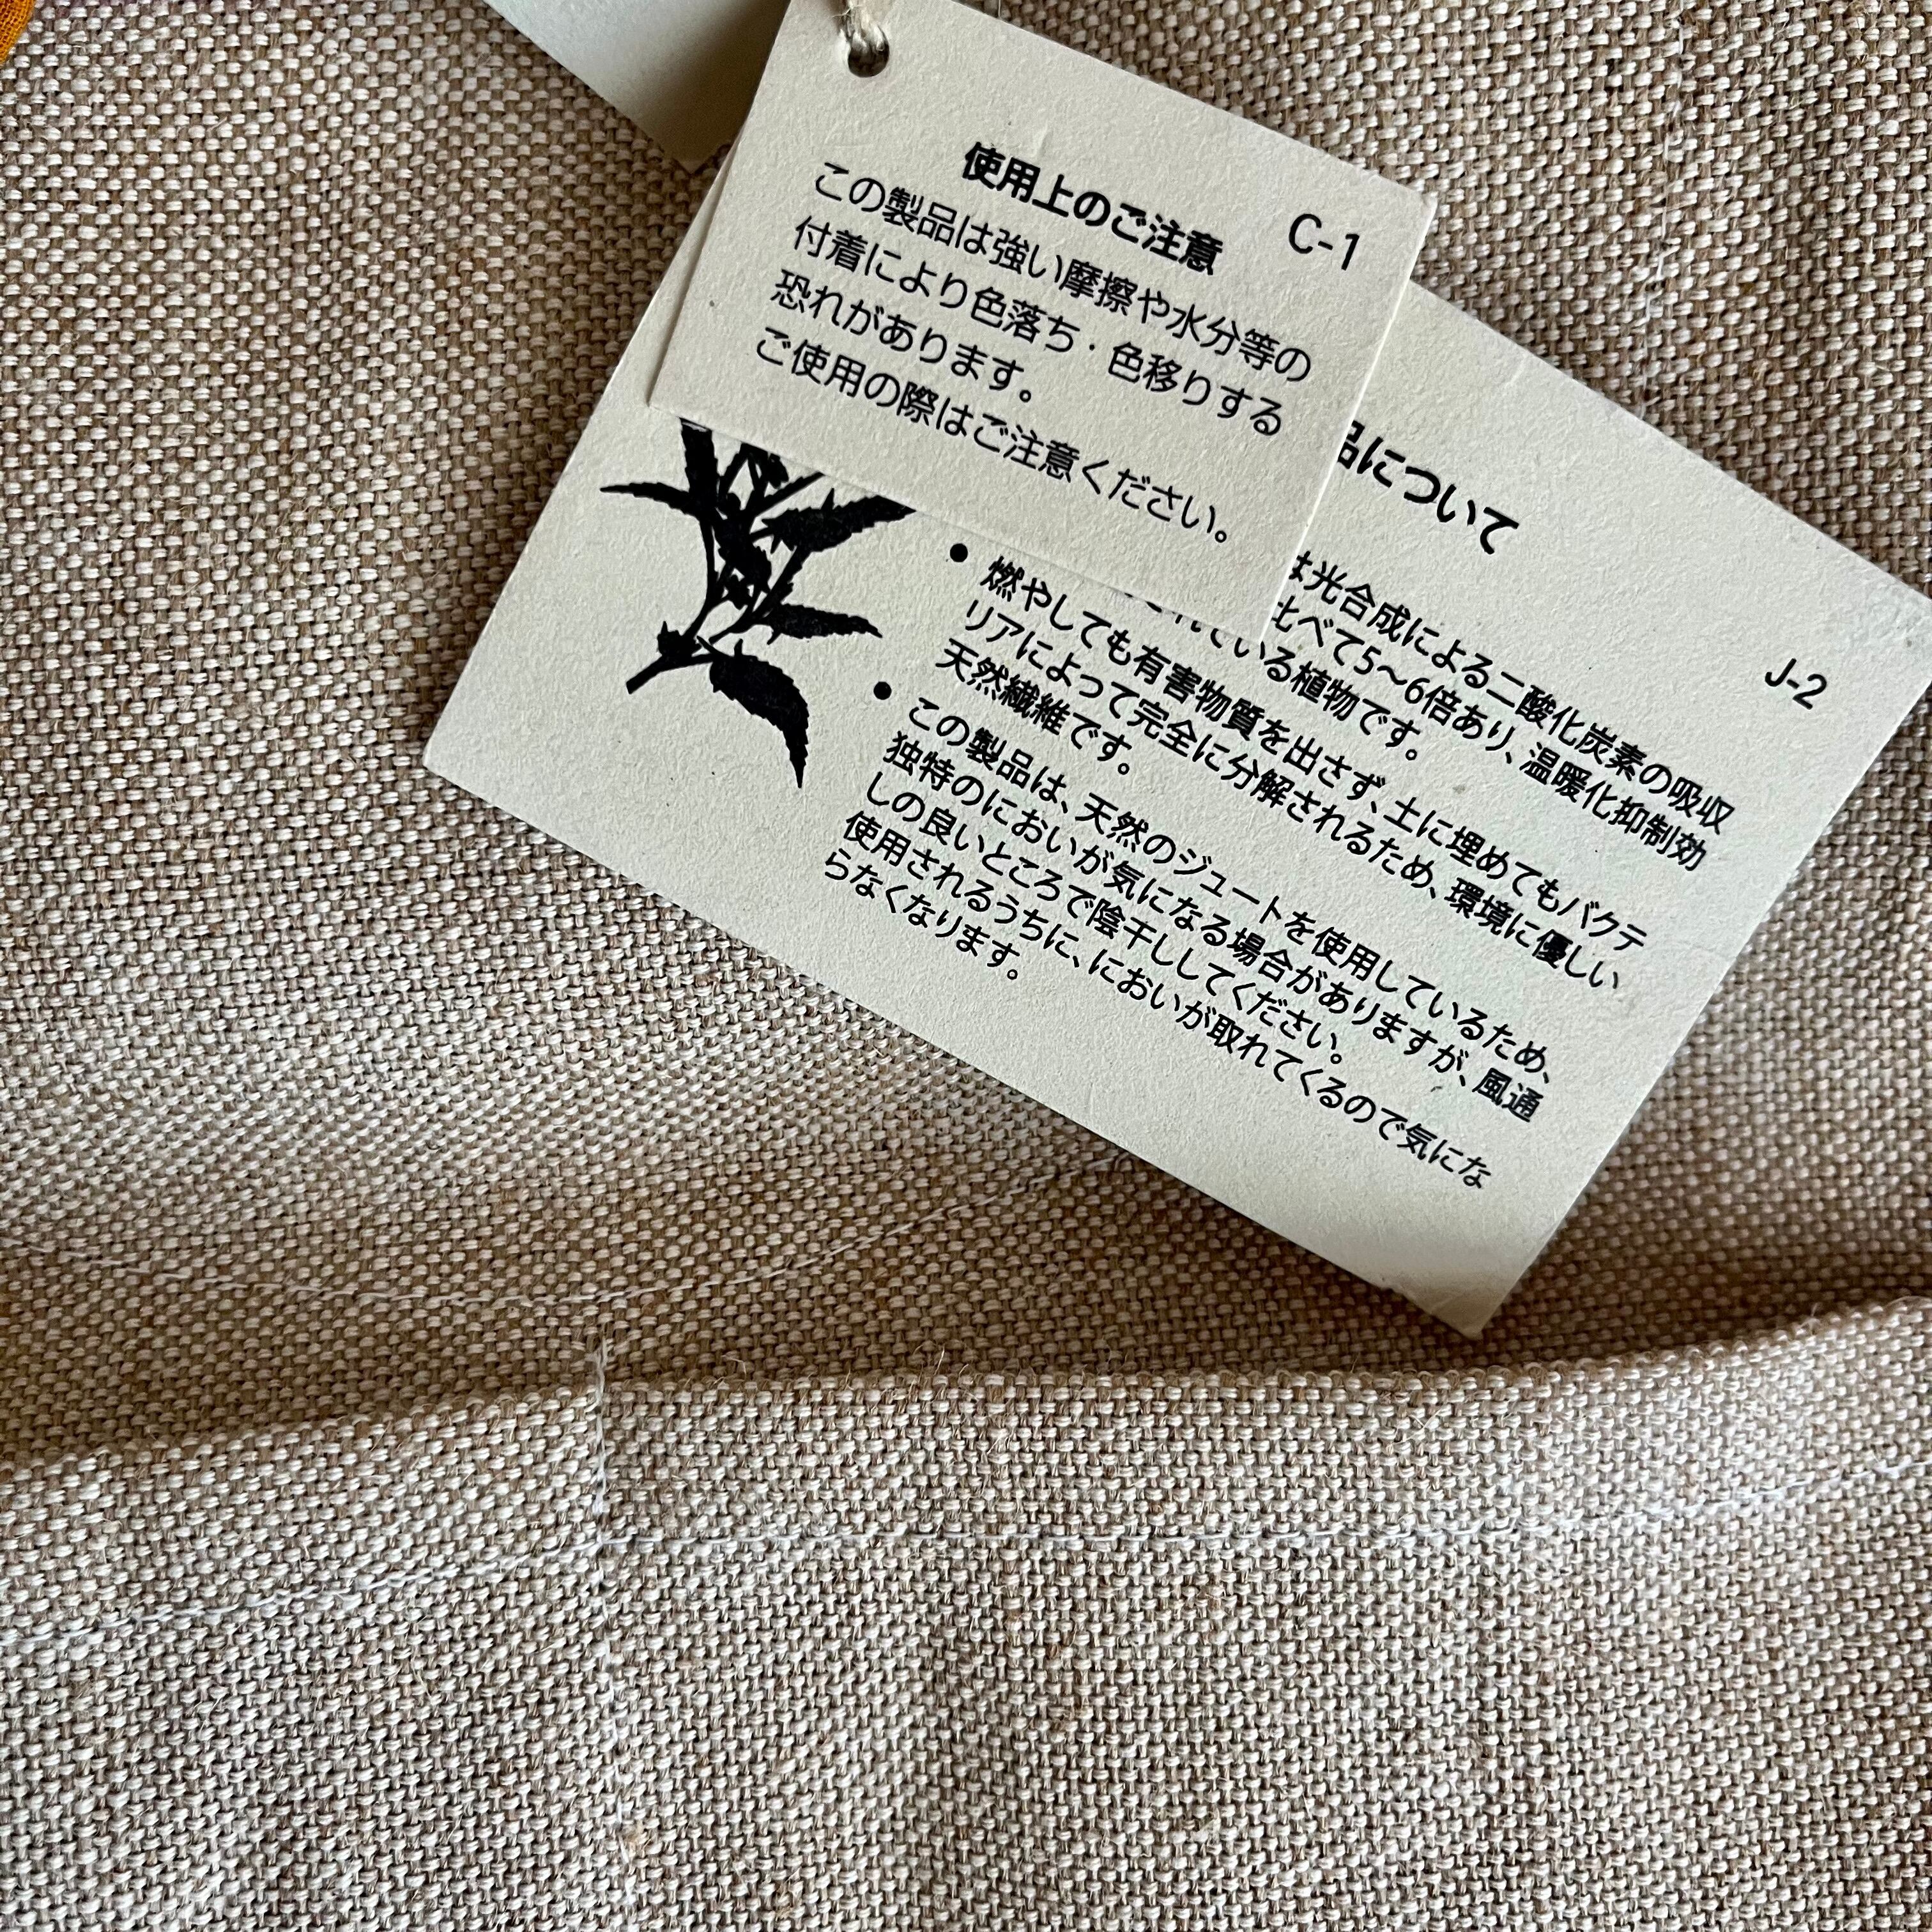 使用上のご注意
C-1
この製品は強い摩擦や水分等の
付着により色落ち・色移りする
恐れがあります。
ご使用の際はご注意ください。
品について
J-2
は光合成による二酸化炭素の吸収
比べて5〜6倍あり、温暖化抑制効
れている植物です。
● 燃やしても有害物質を出さず、土に埋めてもバクテ
リアによって完全に分解されるため、環境に優しい
天然繊維です。
● この製品は、天然のジュートを使用しているため、
独特のにおいが気になる場合がありますが、風通
しの良いところで陰干ししてください。
使用されるうちに、においが取れてくるので気にな
らなくなります。